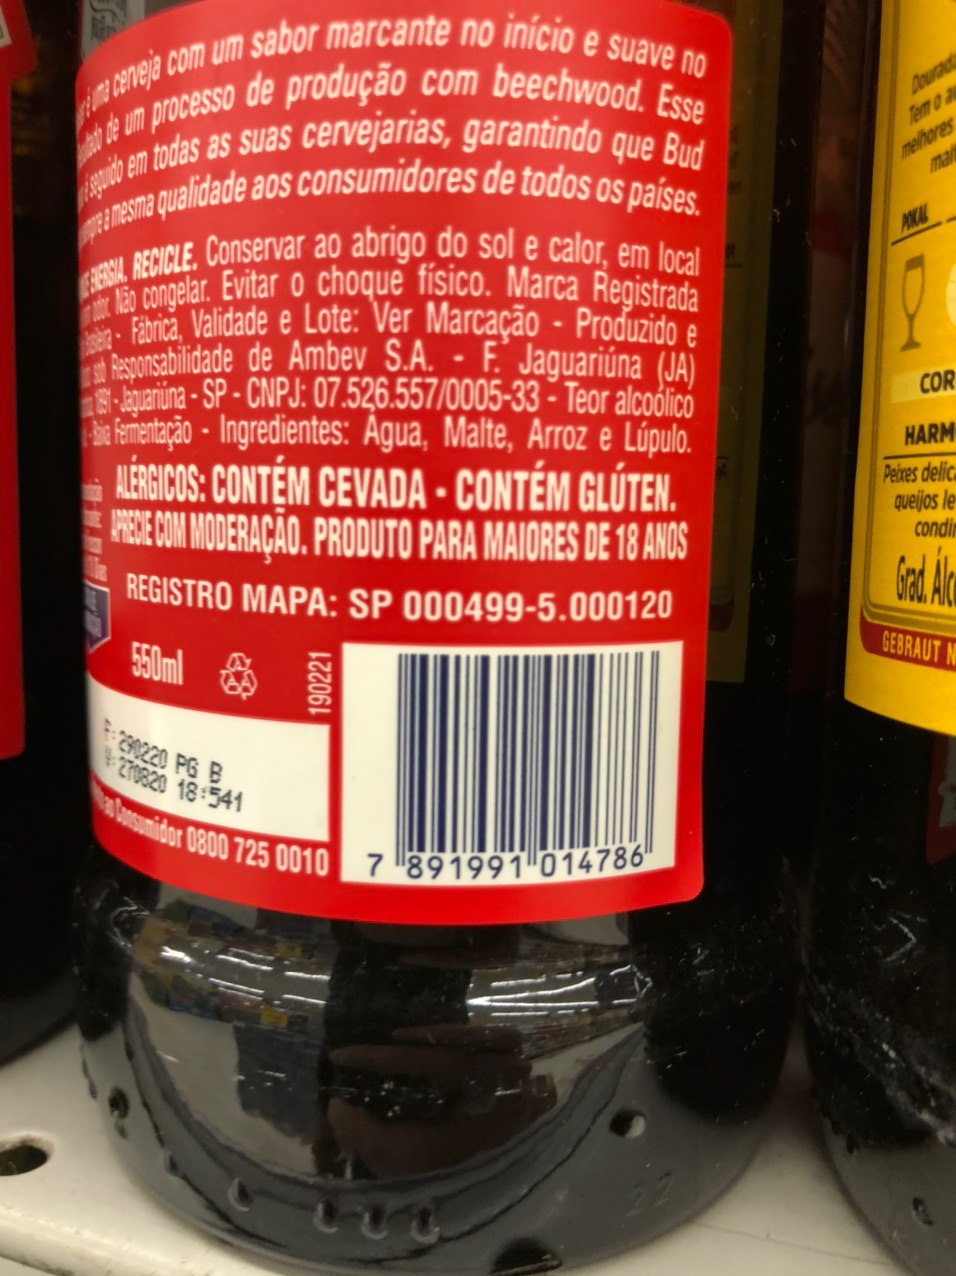 é uma cerveja com um sabor marcante no início e suave no
de um processo de produção com beechwood. Esse
é seguido em todas as suas cervejarias, garantindo que Bud
a mesma qualidade aos consumidores de todos os países.
ENERGIA. RECICLE. Conservar ao abrigo do sol e calor, em local
Não congelar. Evitar o choque físico. Marca Registrada
- Fábrica, Validade e Lote: Ver Marcação - Produzido e
sob Responsabilidade de Ambev S.A. - F. Jaguariúna (JA)
- Jaguariúna - SP - CNPJ: 07.526.557/0005-33 - Teor alcoólico
- Baixa Fermentação - Ingredientes: Água, Malte, Arroz e Lúpulo.
ALÉRGICOS: CONTÉM CEVADA - CONTÉM GLÚTEN.
APRECIE COM MODERAÇÃO. PRODUTO PARA MAIORES DE 18 ANOS
REGISTRO MAPA: SP 000499-5.000120
550ml
190221
F: 290220 PG B
270820 18:541
ao Consumidor 0800 725 0010
7 891991 014786
Tem o
melhores
POKAL
COR
HARM
Peixes
queijos
Grad.
GEBRAUT